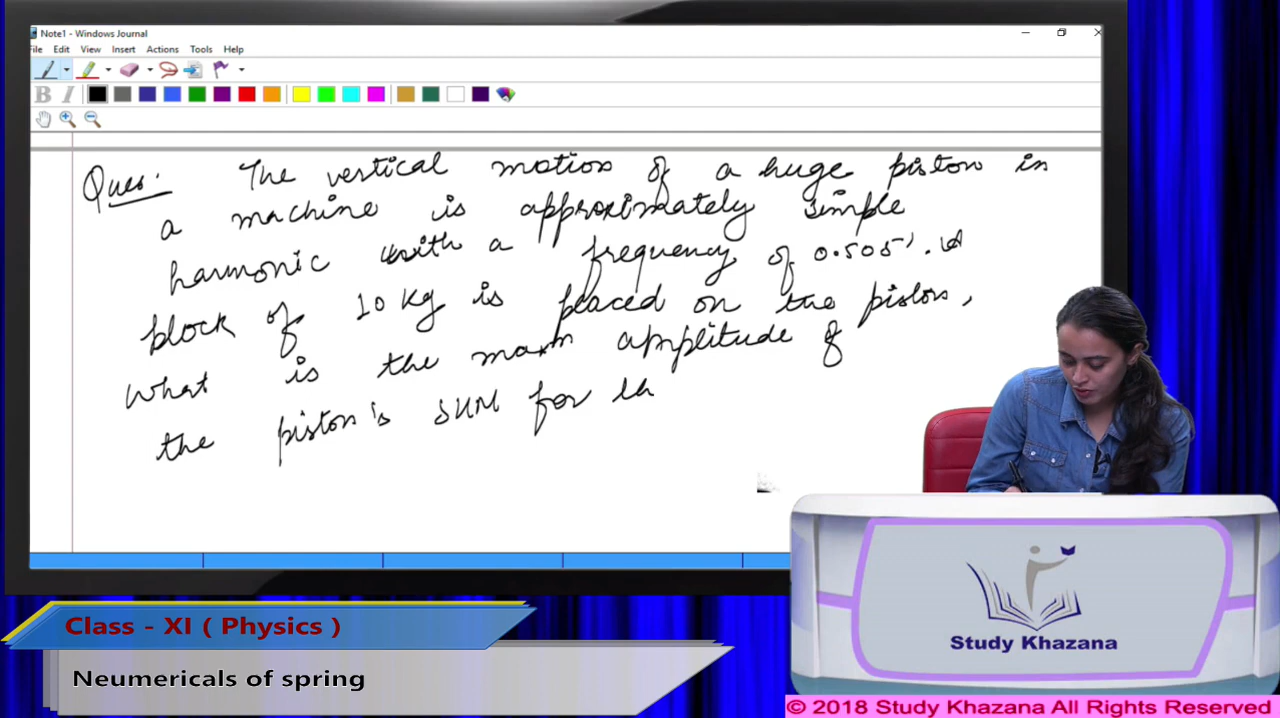 Note1 - Windows Journal
File Edit View Insert Actions Tools Help
B I
Ques. The vertical motion of a huge piston in
a machine is approximately simple
harmonic with a frequency of 0.50 s⁻¹. A
block of 10 kg is placed on the piston,
What is the maxm amplitude of
the piston's SHM for
Study Khazana
Class - XI ( Physics )
Neumericals of spring
© 2018 Study Khazana All Rights Reserved